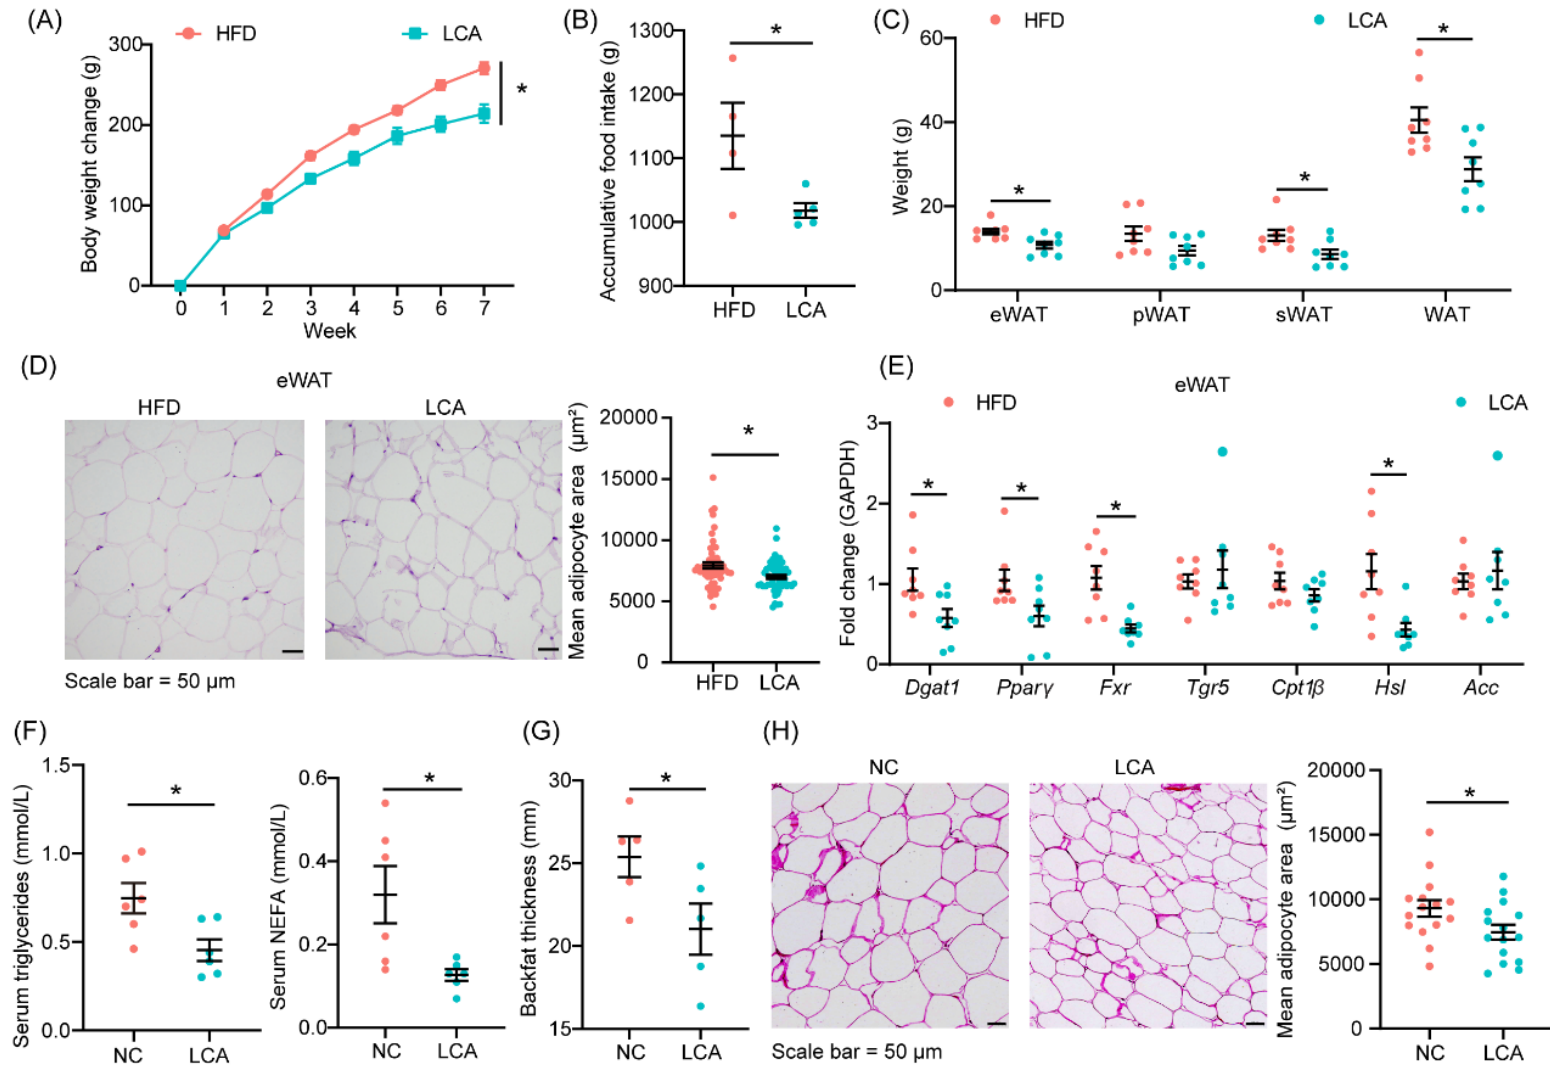 (A)
HFD
LCA
Body weight change (g)
300
200
100
0
*
0 1 2 3 4 5 6 7
Week
(B)
Accumulative food intake (g)
1300
1200
1100
1000
900
*
HFD LCA
(C)
HFD
LCA
Weight (g)
60
40
20
0
*
*
*
eWAT pWAT sWAT WAT
(D)
eWAT
HFD LCA
Scale bar = 50 μm
Mean adipocyte area (μm²)
20000
15000
10000
5000
0
*
HFD LCA
(E)
eWAT
HFD
LCA
Fold change (GAPDH)
3
2
1
0
*
*
*
*
Dgat1 Pparγ Fxr Tgr5 Cpt1β Hsl Acc
(F)
Serum triglycerides (mmol/L)
1.5
1.0
0.5
0.0
*
NC LCA
Serum NEFA (mmol/L)
0.6
0.4
0.2
0.0
*
NC LCA
(G)
Backfat thickness (mm)
30
25
20
15
*
NC LCA
(H)
NC LCA
Scale bar = 50 μm
Mean adipocyte area (μm²)
20000
15000
10000
5000
0
*
NC LCA